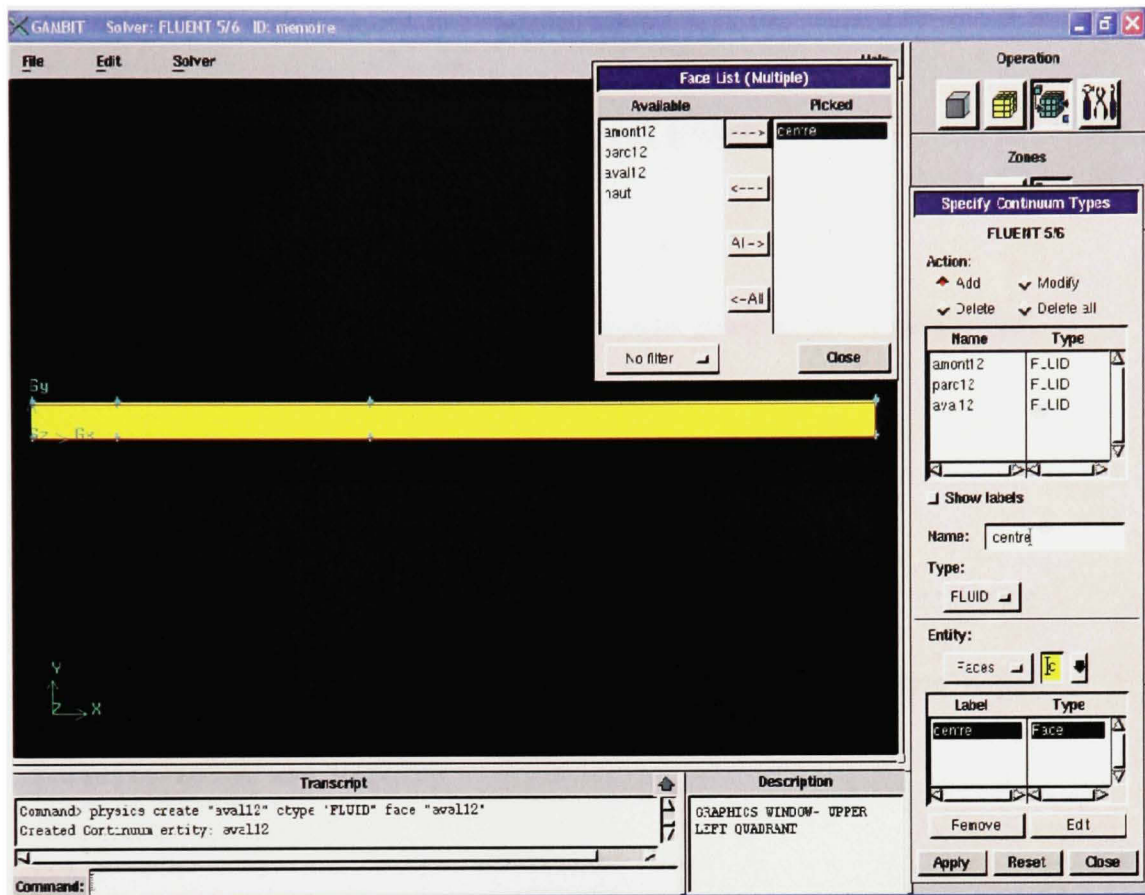 GAMBIT Solver: FLUENT 5/6 ID: memoire
File Edit Solver
Face List (Multiple)
Available Picked
amont12
parc12
aval12
haut
centre
--->
<---
Al->
<-All
No filter
Close
Operation
Zones
Specify Continuum Types
FLUENT 5/6
Action:
Add Modify
Delete Delete all
Name Type
amont12 FLUID
parc12 FLUID
aval12 FLUID
Show labels
Name: centre
Type:
FLUID
Entity:
Faces
Label Type
centre Face
Remove Edit
Apply Reset Close
Gy
Gz Gx
Y
Z X
Transcript
Command> physics create "aval12" ctype "FLUID" face "aval12"
Created Continuum entity: aval12
Command:
Description
GRAPHICS WINDOW- UPPER
LEFT QUADRANT